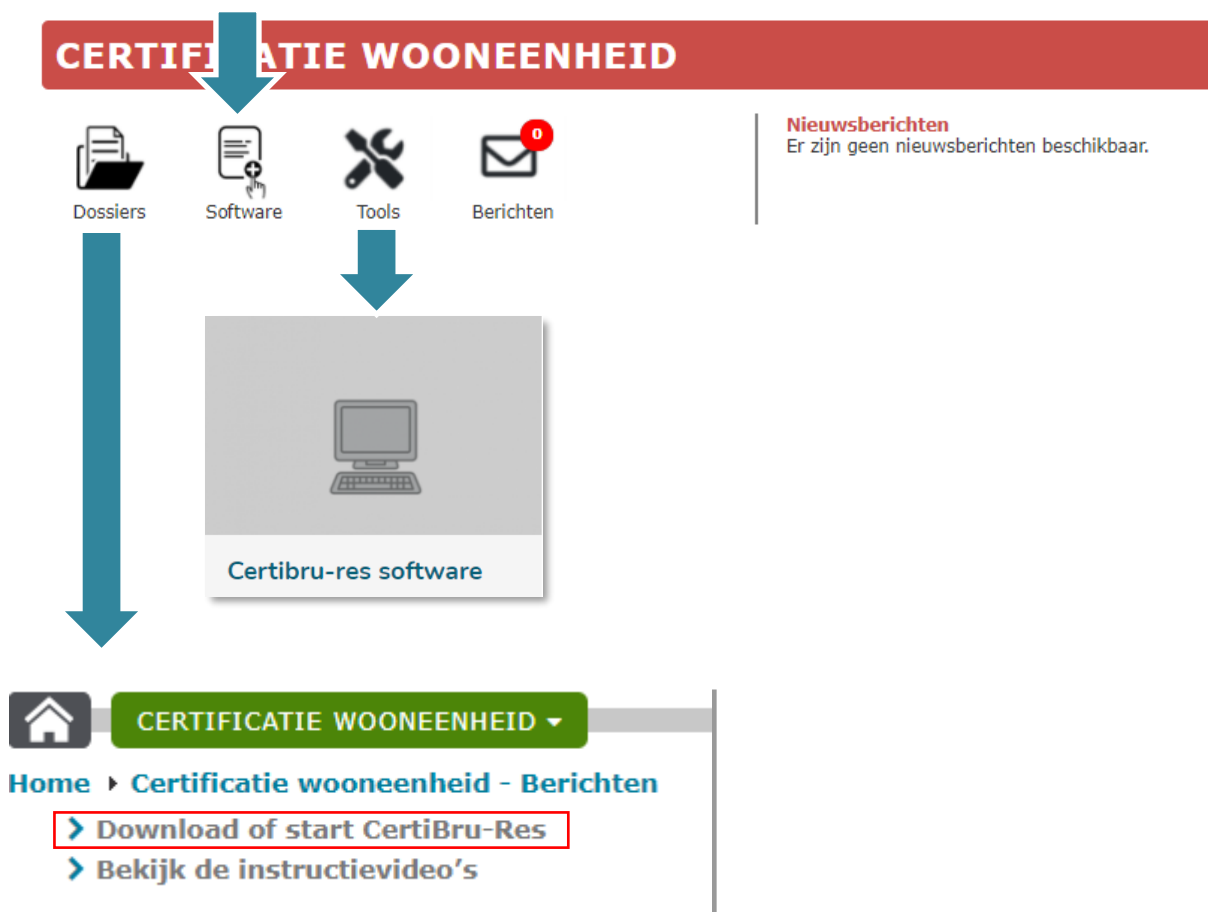 CERTIFICATIE WOONEENHEID
Dossiers
Software
Tools
0
Berichten
Nieuwsberichten
Er zijn geen nieuwsberichten beschikbaar.
Certibru-res software
CERTIFICATIE WOONEENHEID
Home Certificatie wooneenheid - Berichten
Download of start CertiBru-Res
Bekijk de instructievideo’s